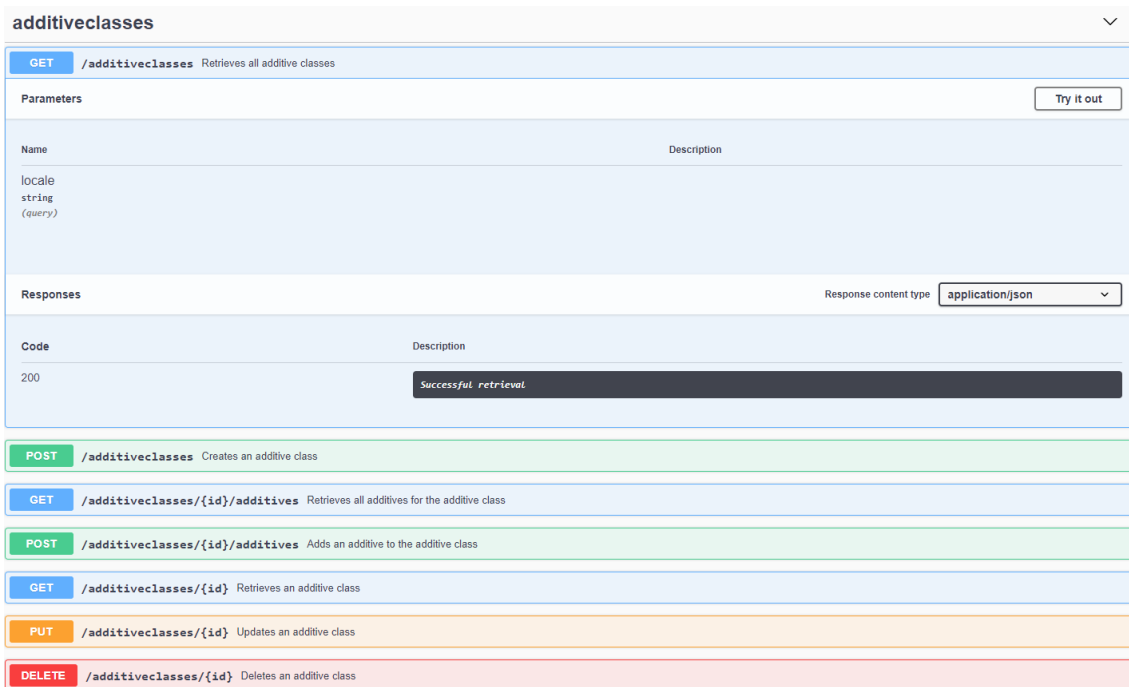 additiveclasses
GET /additiveclasses Retrieves all additive classes
Parameters Try it out
Name Description
locale
string
(query)
Responses Response content type application/json
Code Description
200 Successful retrieval
POST /additiveclasses Creates an additive class
GET /additiveclasses/{id}/additives Retrieves all additives for the additive class
POST /additiveclasses/{id}/additives Adds an additive to the additive class
GET /additiveclasses/{id} Retrieves an additive class
PUT /additiveclasses/{id} Updates an additive class
DELETE /additiveclasses/{id} Deletes an additive class